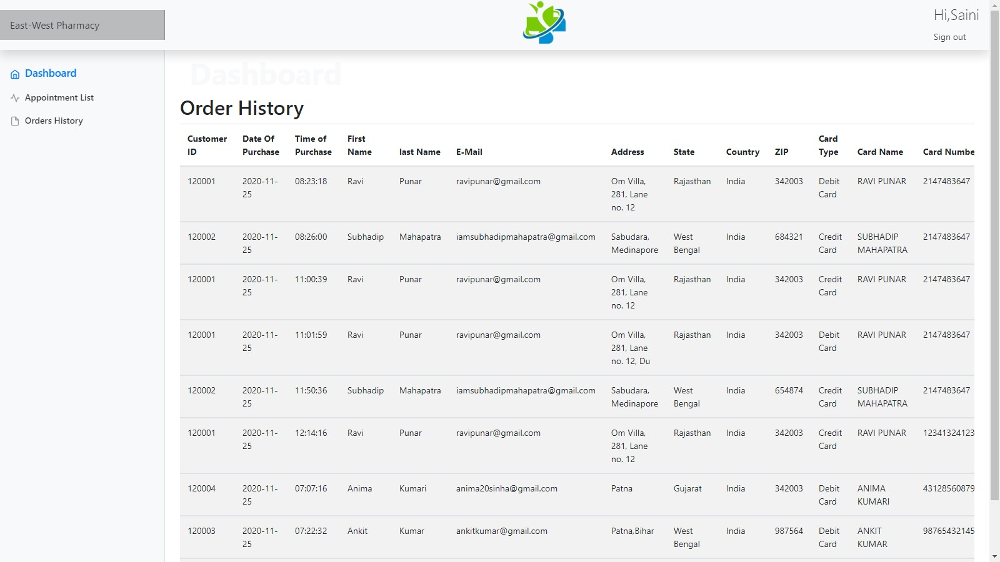 East-West Pharmacy
Hi,Saini
Sign out
Dashboard
Appointment List
Orders History
Dashboard
Order History
Customer ID Date Of Purchase Time of Purchase First Name last Name E-Mail Address State Country ZIP Card Type Card Name Card Numbe
120001 2020-11-25 08:23:18 Ravi Punar ravipunar@gmail.com Om Villa, 281, Lane no. 12 Rajasthan India 342003 Debit Card RAVI PUNAR 2147483647
120002 2020-11-25 08:26:00 Subhadip Mahapatra iamsubhadipmahapatra@gmail.com Sabudara, Medinapore West Bengal India 684321 Credit Card SUBHADIP MAHAPATRA 2147483647
120001 2020-11-25 11:00:39 Ravi Punar ravipunar@gmail.com Om Villa, 281, Lane no. 12 Rajasthan India 342003 Credit Card RAVI PUNAR 2147483647
120001 2020-11-25 11:01:59 Ravi Punar ravipunar@gmail.com Om Villa, 281, Lane no. 12, Du Rajasthan India 342003 Debit Card RAVI PUNAR 2147483647
120002 2020-11-25 11:50:36 Subhadip Mahapatra iamsubhadipmahapatra@gmail.com Sabudara, Medinapore West Bengal India 654874 Credit Card SUBHADIP MAHAPATRA 2147483647
120001 2020-11-25 12:14:16 Ravi Punar ravipunar@gmail.com Om Villa, 281, Lane no. 12 Rajasthan India 342003 Credit Card RAVI PUNAR 12341324123
120004 2020-11-25 07:07:16 Anima Kumari anima20sinha@gmail.com Patna Gujarat India 342003 Debit Card ANIMA KUMARI 43128560879
120003 2020-11-25 07:22:32 Ankit Kumar ankitkumar@gmail.com Patna,Bihar West Bengal India 987564 Debit Card ANKIT KUMAR 98765432145